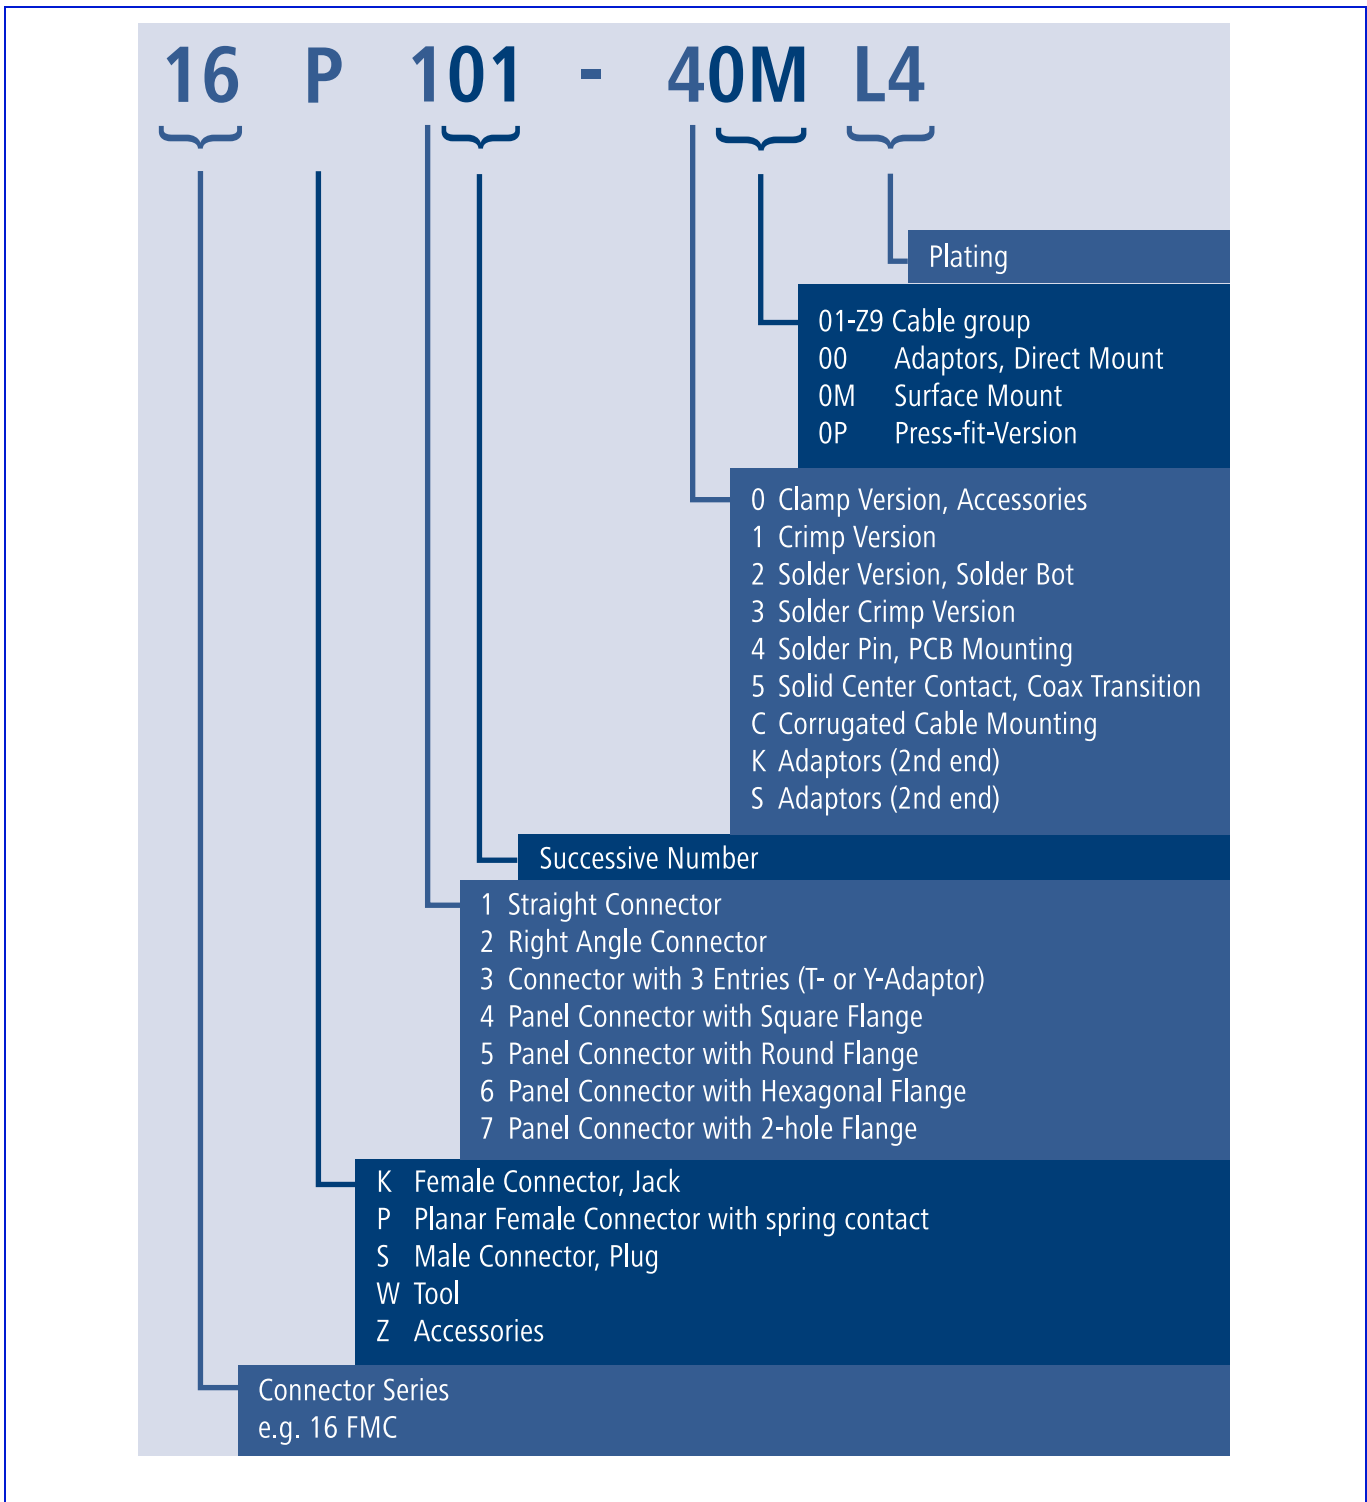 16 P 101 - 40M L4
Plating
01-Z9 Cable group
00 Adaptors, Direct Mount
0M Surface Mount
0P Press-fit-Version
0 Clamp Version, Accessories
1 Crimp Version
2 Solder Version, Solder Bot
3 Solder Crimp Version
4 Solder Pin, PCB Mounting
5 Solid Center Contact, Coax Transition
C Corrugated Cable Mounting
K Adaptors (2nd end)
S Adaptors (2nd end)
Successive Number
1 Straight Connector
2 Right Angle Connector
3 Connector with 3 Entries (T- or Y-Adaptor)
4 Panel Connector with Square Flange
5 Panel Connector with Round Flange
6 Panel Connector with Hexagonal Flange
7 Panel Connector with 2-hole Flange
K Female Connector, Jack
P Planar Female Connector with spring contact
S Male Connector, Plug
W Tool
Z Accessories
Connector Series
e.g. 16 FMC